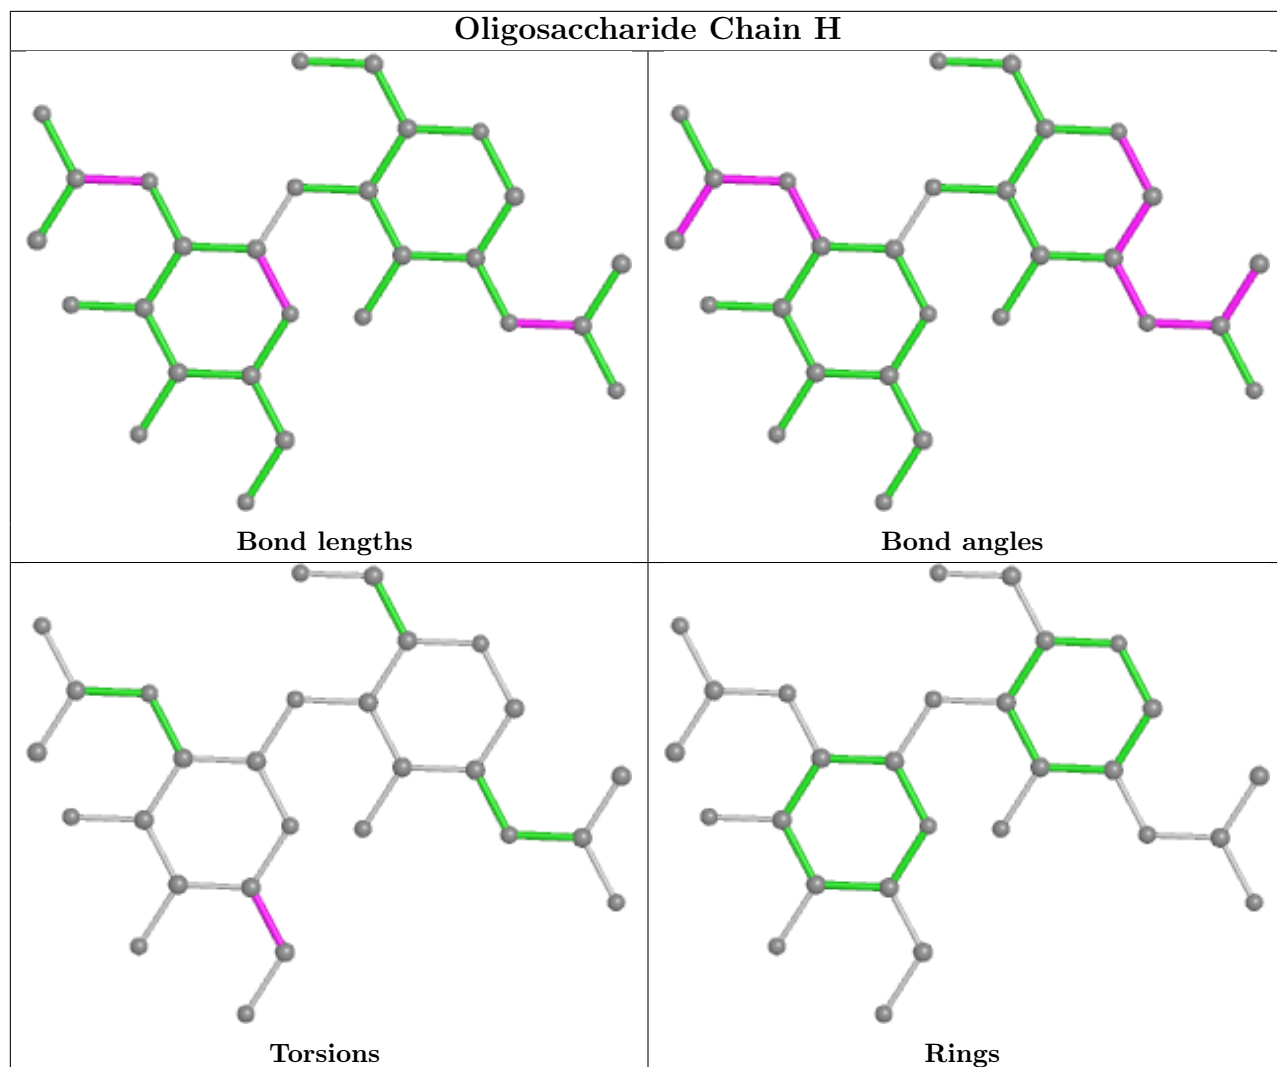 Oligosaccharide Chain H
Bond lengths
Bond angles
Torsions
Rings